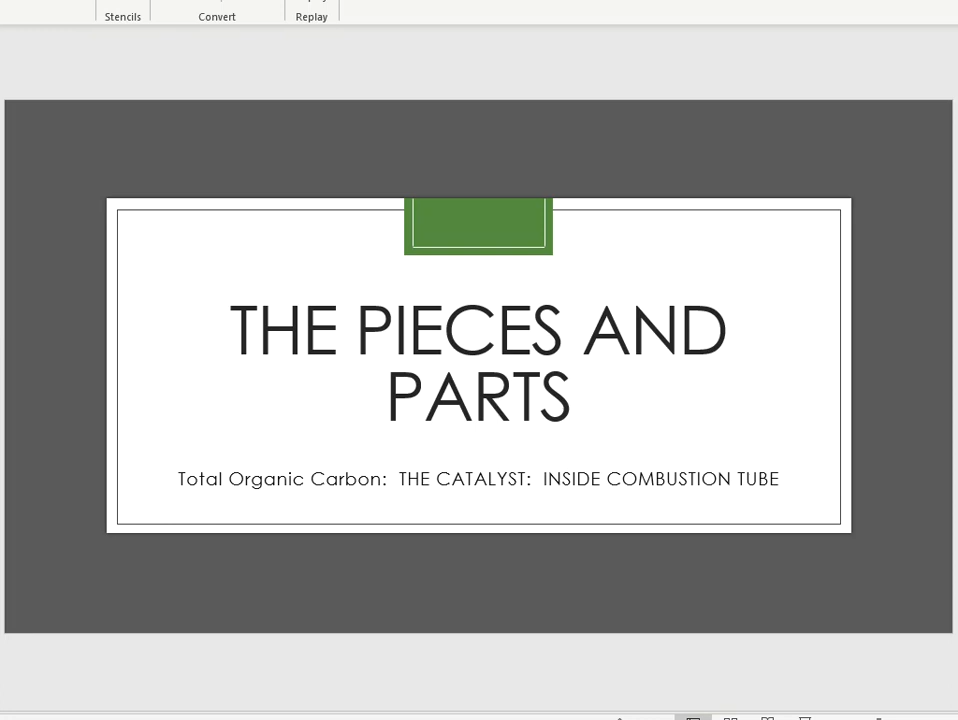 Stencils Convert Replay
THE PIECES AND
PARTS
Total Organic Carbon: THE CATALYST: INSIDE COMBUSTION TUBE